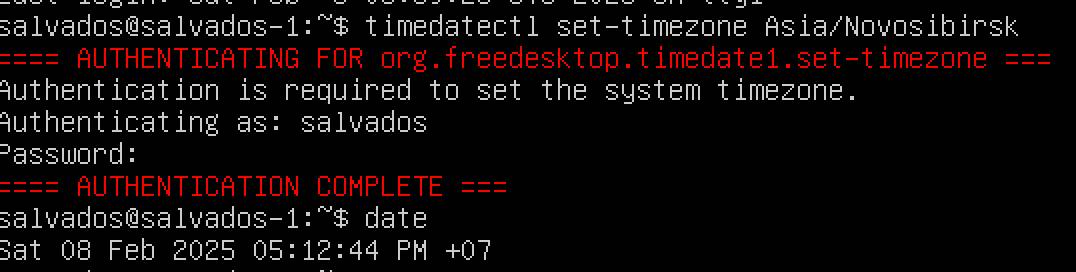 salvados@salvados-1:~$ timedatectl set-timezone Asia/Novosibirsk
==== AUTHENTICATING FOR org.freedesktop.timedate1.set-timezone ===
Authentication is required to set the system timezone.
Authenticating as: salvados
Password:
==== AUTHENTICATION COMPLETE ===
salvados@salvados-1:~$ date
Sat 08 Feb 2025 05:12:44 PM +07